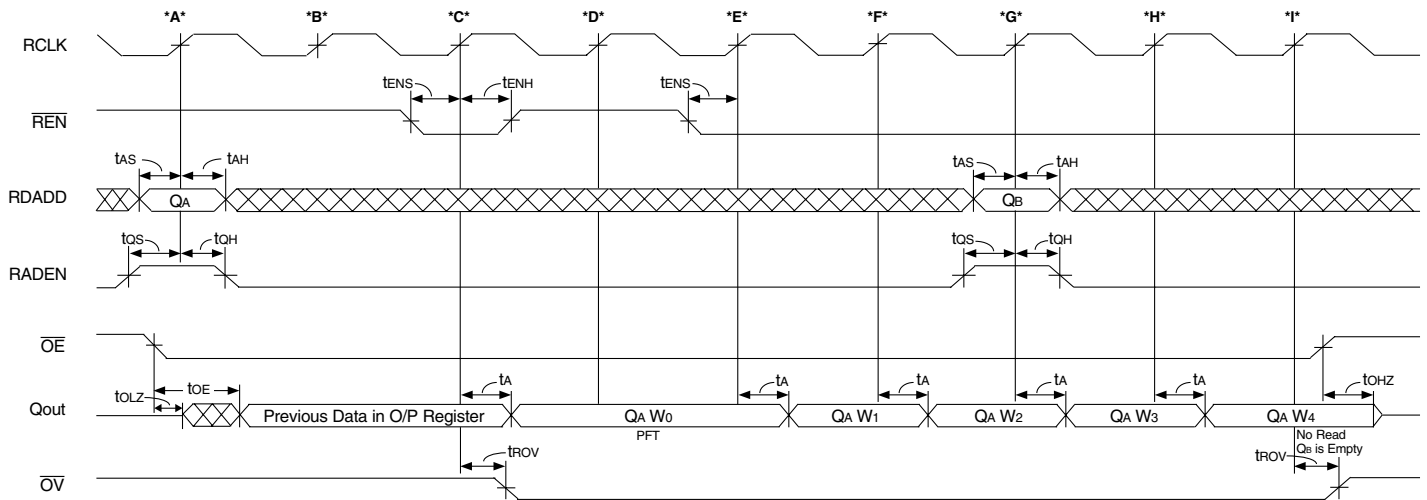 *A* *B* *C* *D* *E* *F* *G* *H* *I*
RCLK
tENS tENH tENS
REN
tAS tAH tAS tAH
RDADD QA QB
tQS tQH tQS tQH
RADEN
OE
tOLZ tOE tA tA tA tA tA tOHZ
Qout Previous Data in O/P Register QA W0 QA W1 QA W2 QA W3 QA W4
PFT No Read
QB is Empty
tROV tROV
OV